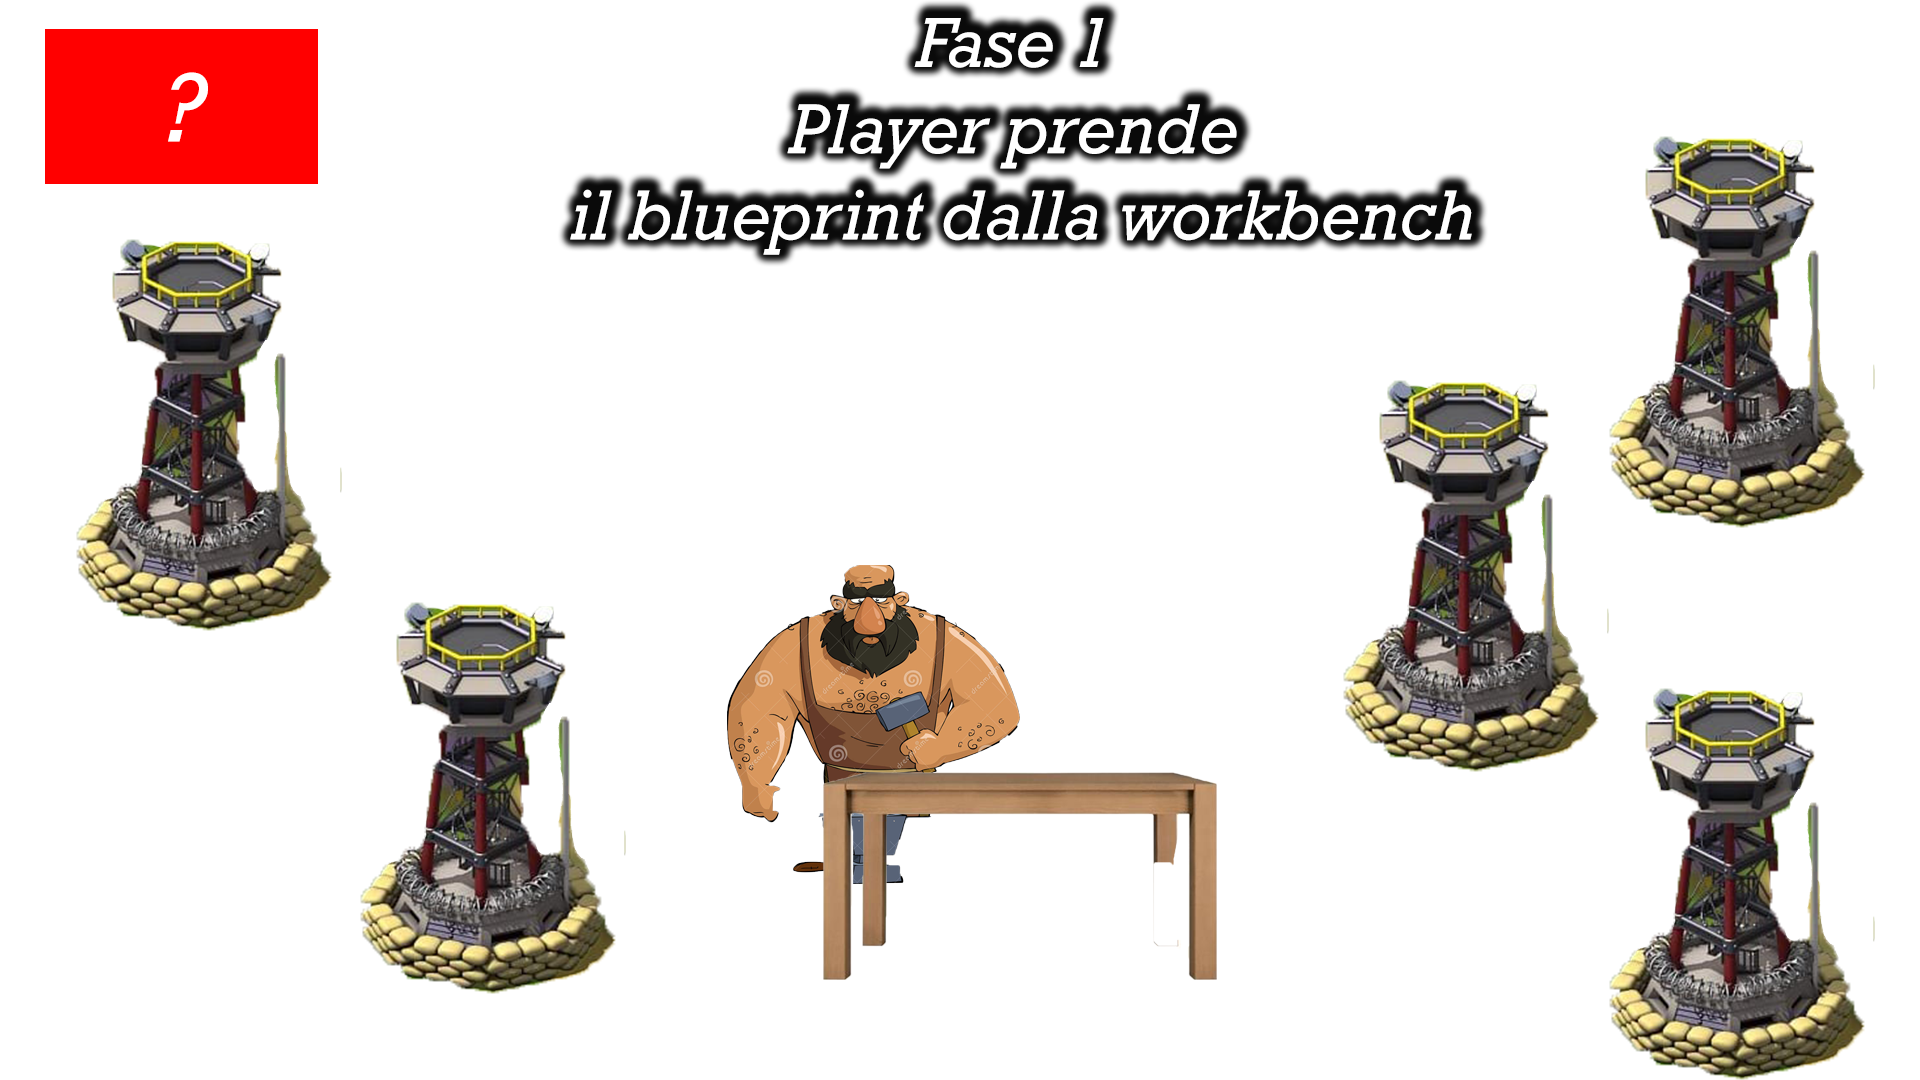 ?
Fase 1
Player prende
il blueprint dalla workbench